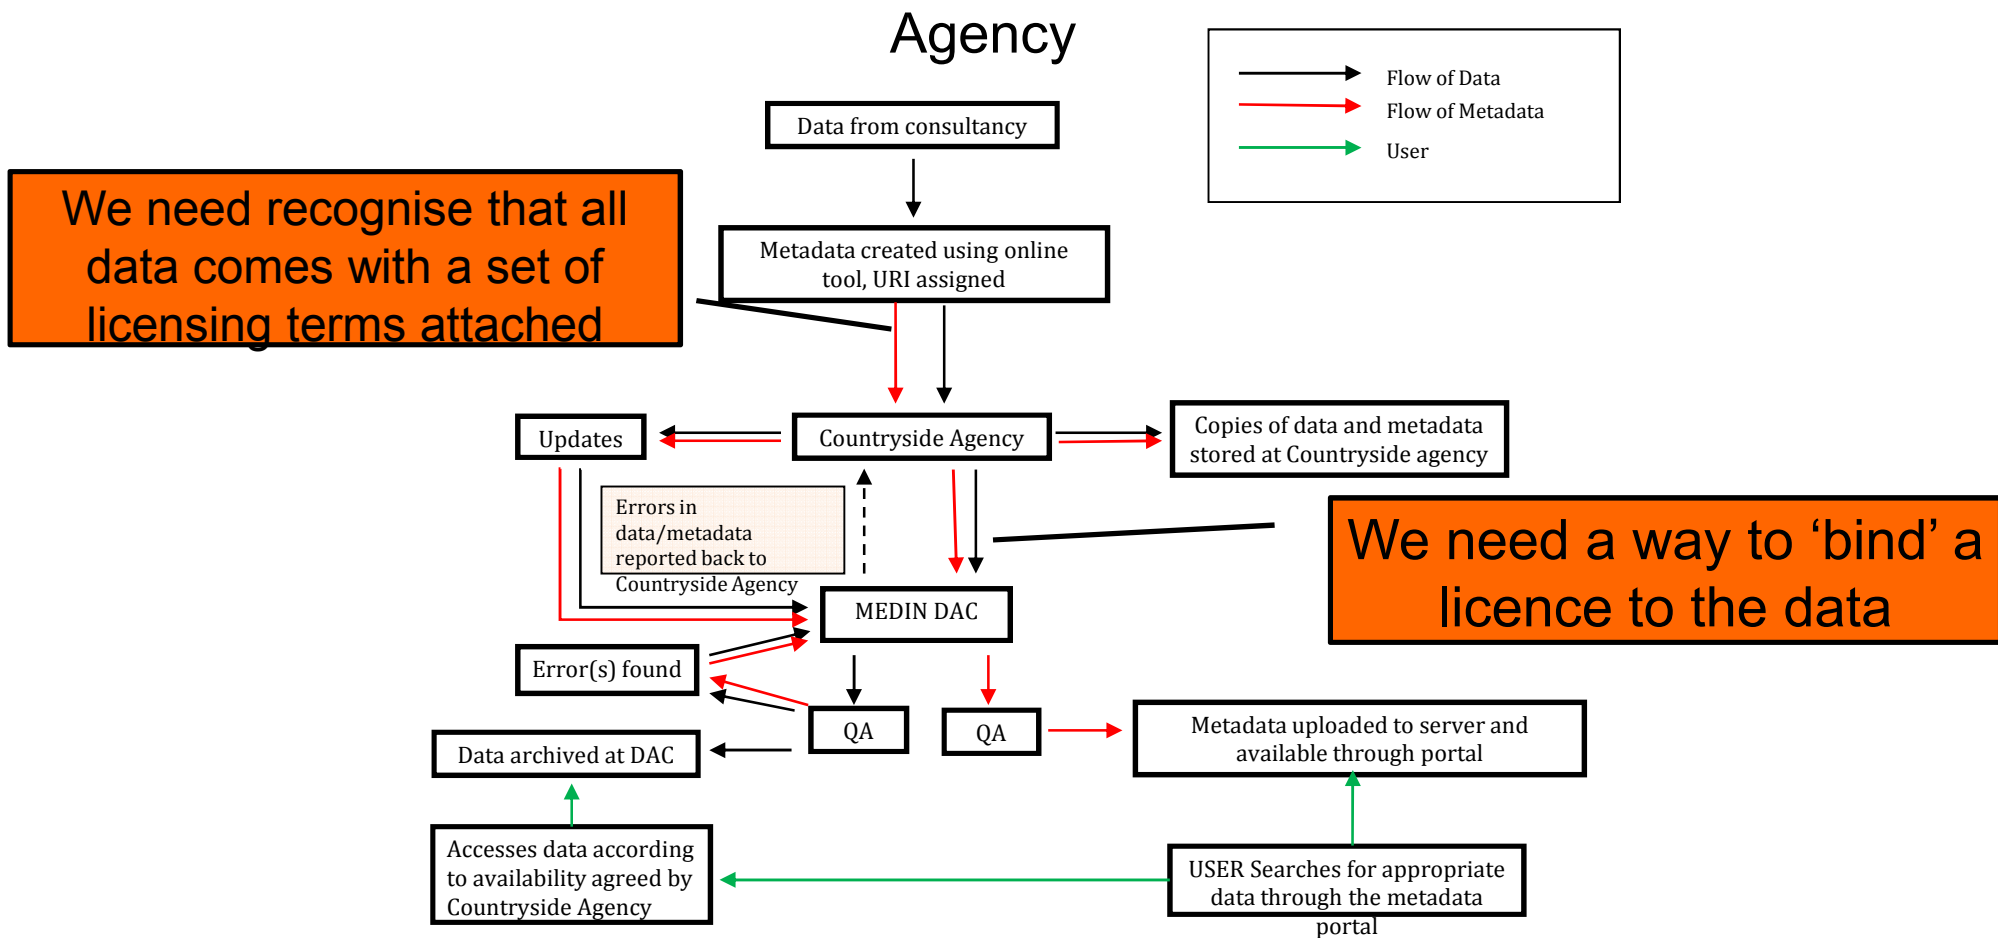 Agency
Flow of Data
Flow of Metadata
User
Data from consultancy
We need recognise that all
data comes with a set of
licensing terms attached
Metadata created using online
tool, URI assigned
Updates
Countryside Agency
Copies of data and metadata
stored at Countryside agency
Errors in
data/metadata
reported back to
Countryside Agency
We need a way to ‘bind’ a
licence to the data
MEDIN DAC
Error(s) found
QA
QA
Metadata uploaded to server and
available through portal
Data archived at DAC
Accesses data according
to availability agreed by
Countryside Agency
USER Searches for appropriate
data through the metadata
portal